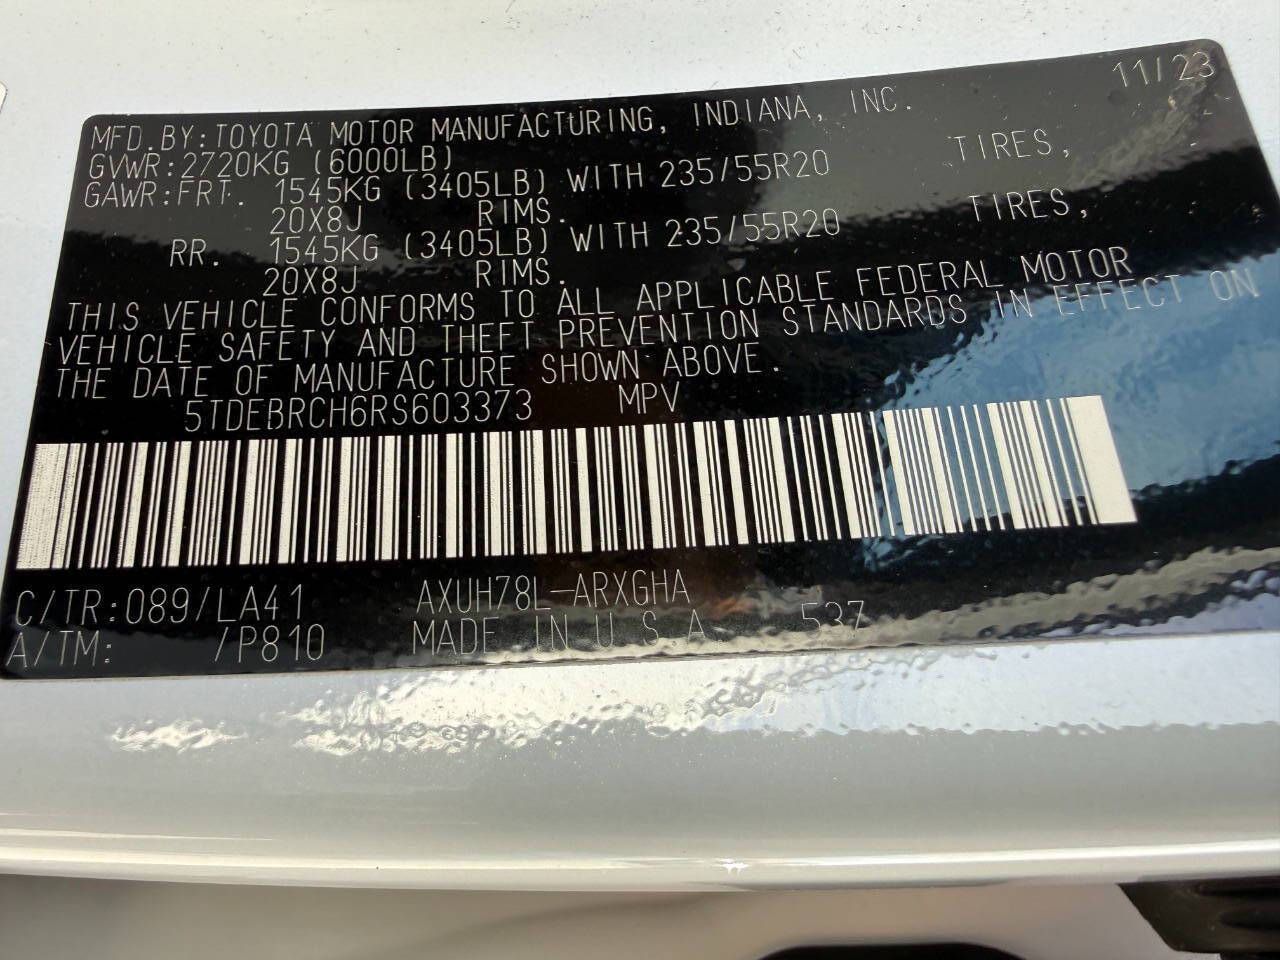 11/23
MFD.BY:TOYOTA MOTOR MANUFACTURING, INDIANA, INC.
GVWR:2720KG (6000LB)
GAWR:FRT. 1545KG (3405LB) WITH 235/55R20 TIRES,
20X8J RIMS.
RR. 1545KG (3405LB) WITH 235/55R20 TIRES,
20X8J RIMS.
THIS VEHICLE CONFORMS TO ALL APPLICABLE FEDERAL MOTOR
VEHICLE SAFETY AND THEFT PREVENTION STANDARDS IN EFFECT ON
THE DATE OF MANUFACTURE SHOWN ABOVE.
5TDEBRCH6RS603373 MPV
C/TR:089/LA41 AXUH78L-ARXGHA
A/TM: /P810 MADE IN U.S.A. 537